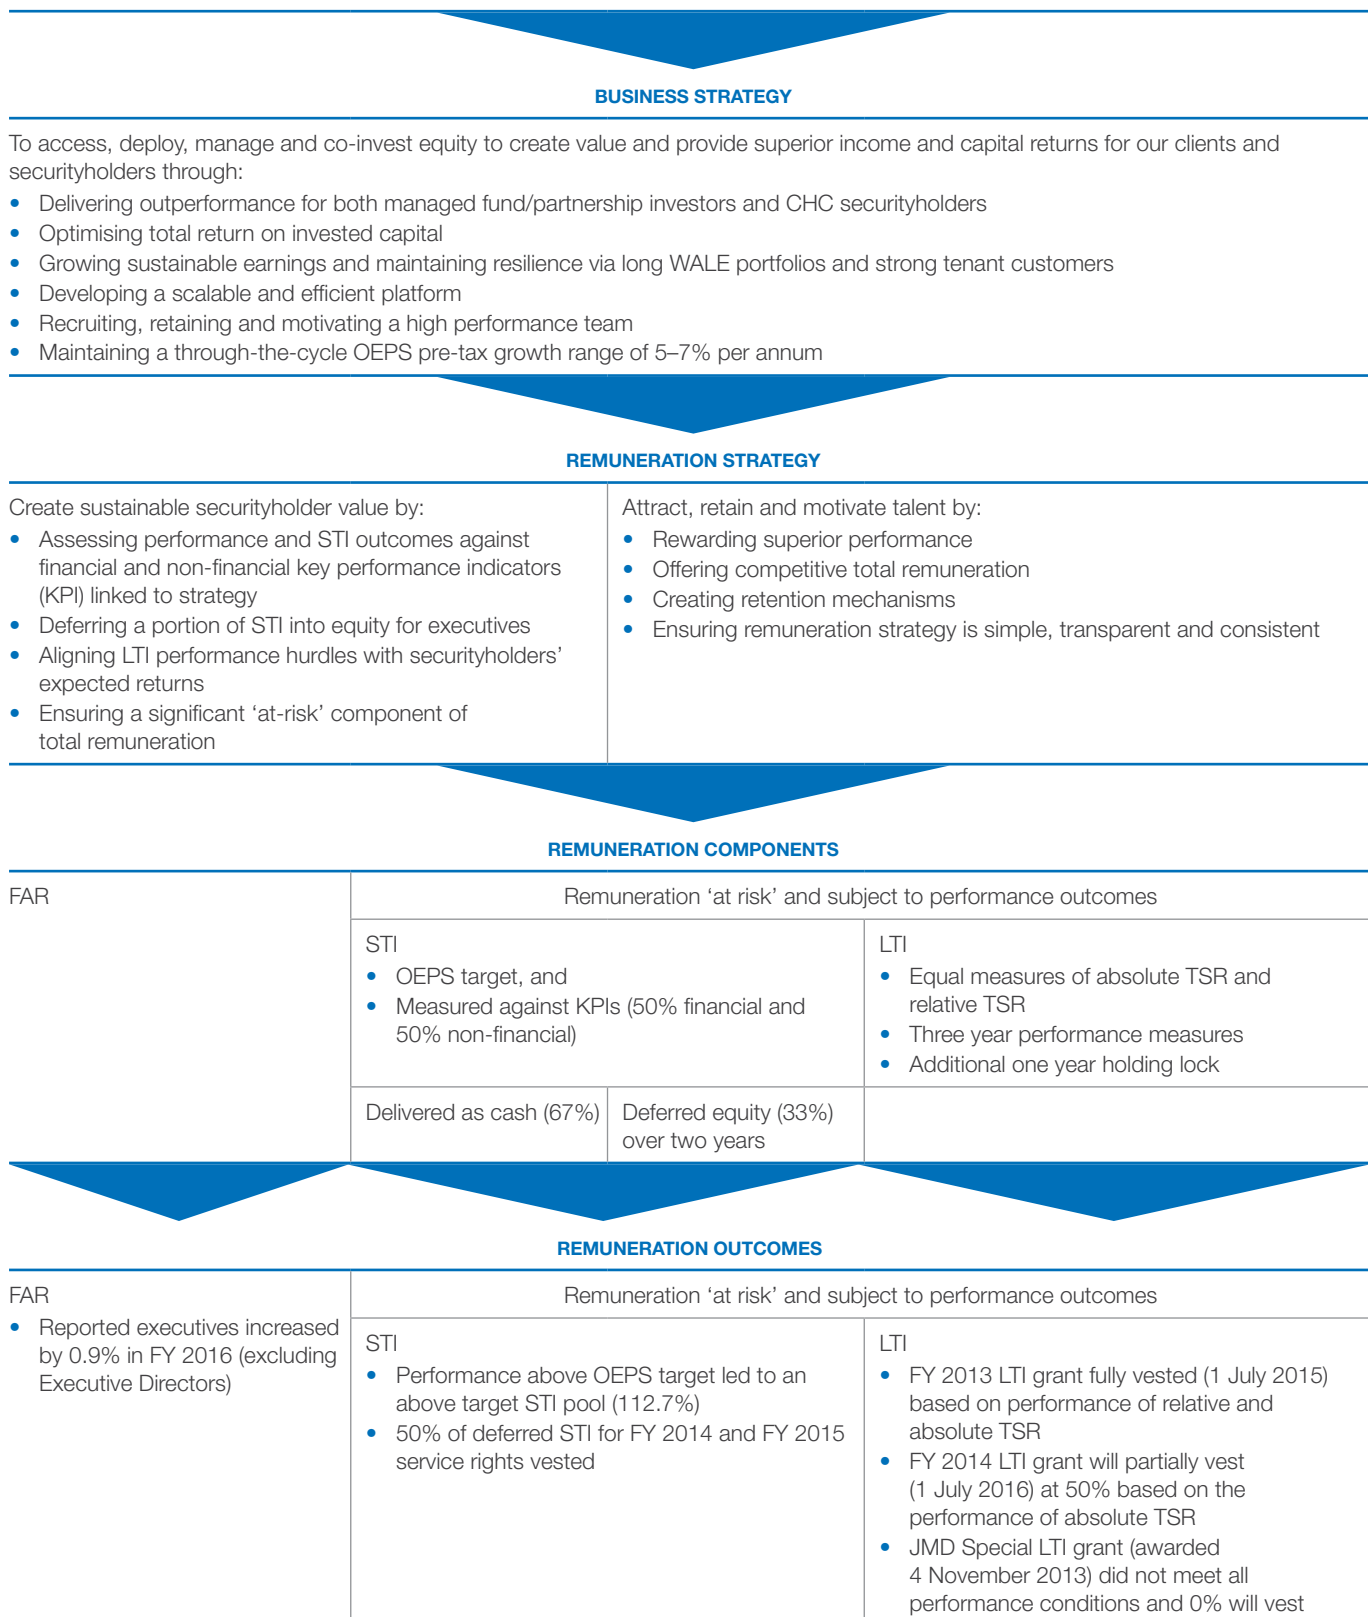 BUSINESS STRATEGY
To access, deploy, manage and co-invest equity to create value and provide superior income and capital returns for our clients and
securityholders through:
• Delivering outperformance for both managed fund/partnership investors and CHC securityholders
• Optimising total return on invested capital
• Growing sustainable earnings and maintaining resilience via long WALE portfolios and strong tenant customers
• Developing a scalable and efficient platform
• Recruiting, retaining and motivating a high performance team
• Maintaining a through-the-cycle OEPS pre-tax growth range of 5–7% per annum
REMUNERATION STRATEGY
Create sustainable securityholder value by:
• Assessing performance and STI outcomes against
financial and non-financial key performance indicators
(KPI) linked to strategy
• Deferring a portion of STI into equity for executives
• Aligning LTI performance hurdles with securityholders’
expected returns
• Ensuring a significant ‘at-risk’ component of
total remuneration
Attract, retain and motivate talent by:
• Rewarding superior performance
• Offering competitive total remuneration
• Creating retention mechanisms
• Ensuring remuneration strategy is simple, transparent and consistent
REMUNERATION COMPONENTS
FAR
Remuneration ‘at risk’ and subject to performance outcomes
STI
• OEPS target, and
• Measured against KPIs (50% financial and
50% non-financial)
LTI
• Equal measures of absolute TSR and
relative TSR
• Three year performance measures
• Additional one year holding lock
Delivered as cash (67%)
Deferred equity (33%)
over two years
REMUNERATION OUTCOMES
FAR
• Reported executives increased
by 0.9% in FY 2016 (excluding
Executive Directors)
Remuneration ‘at risk’ and subject to performance outcomes
STI
• Performance above OEPS target led to an
above target STI pool (112.7%)
• 50% of deferred STI for FY 2014 and FY 2015
service rights vested
LTI
• FY 2013 LTI grant fully vested (1 July 2015)
based on performance of relative and
absolute TSR
• FY 2014 LTI grant will partially vest
(1 July 2016) at 50% based on the
performance of absolute TSR
• JMD Special LTI grant (awarded
4 November 2013) did not meet all
performance conditions and 0% will vest